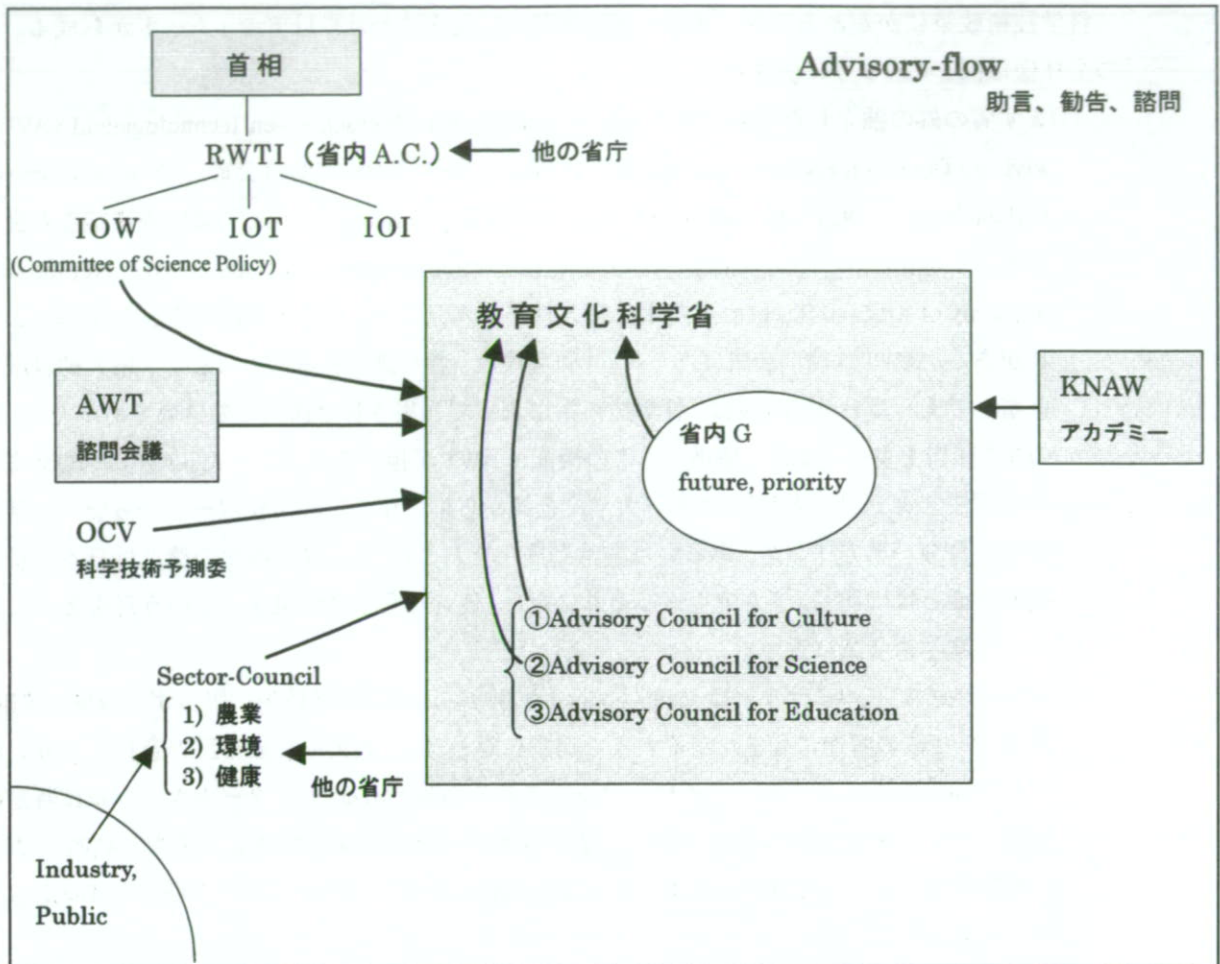 首相
Advisory-flow
助言、勧告、諮問
RWTI（省内 A.C.）
他の省庁
IOW
IOT
IOI
(Committee of Science Policy)
教育文化科学省
AWT
諮問会議
省内 G
future, priority
KNAW
アカデミー
OCV
科学技術予測委
①Advisory Council for Culture
②Advisory Council for Science
③Advisory Council for Education
Sector-Council
1) 農業
2) 環境
3) 健康
他の省庁
Industry,
Public